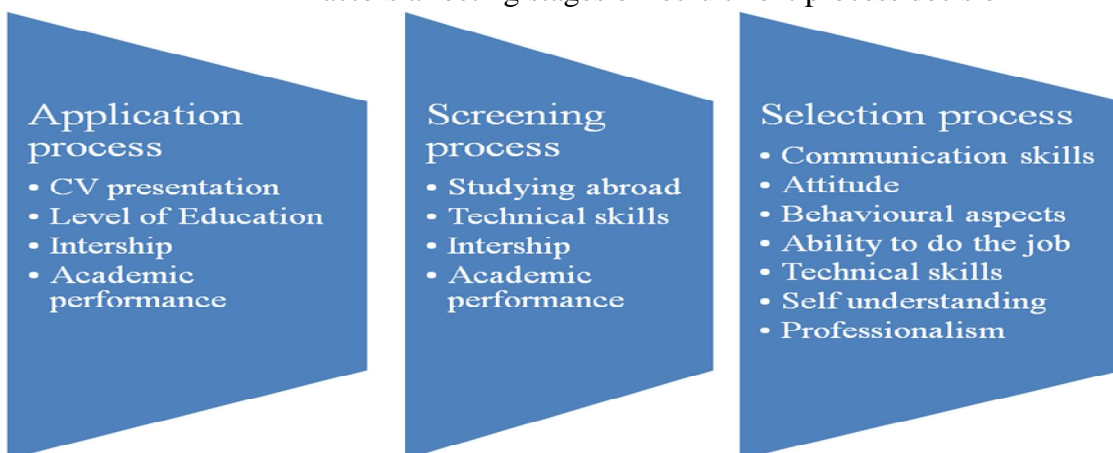 Application
process
• CV presentation
• Level of Education
• Intership
• Academic
performance
Screening
process
• Studying abroad
• Technical skills
• Intership
• Academic
performance
Selection process
• Communication skills
• Attitude
• Behavioural aspects
• Ability to do the job
• Technical skills
• Self understanding
• Professionalism